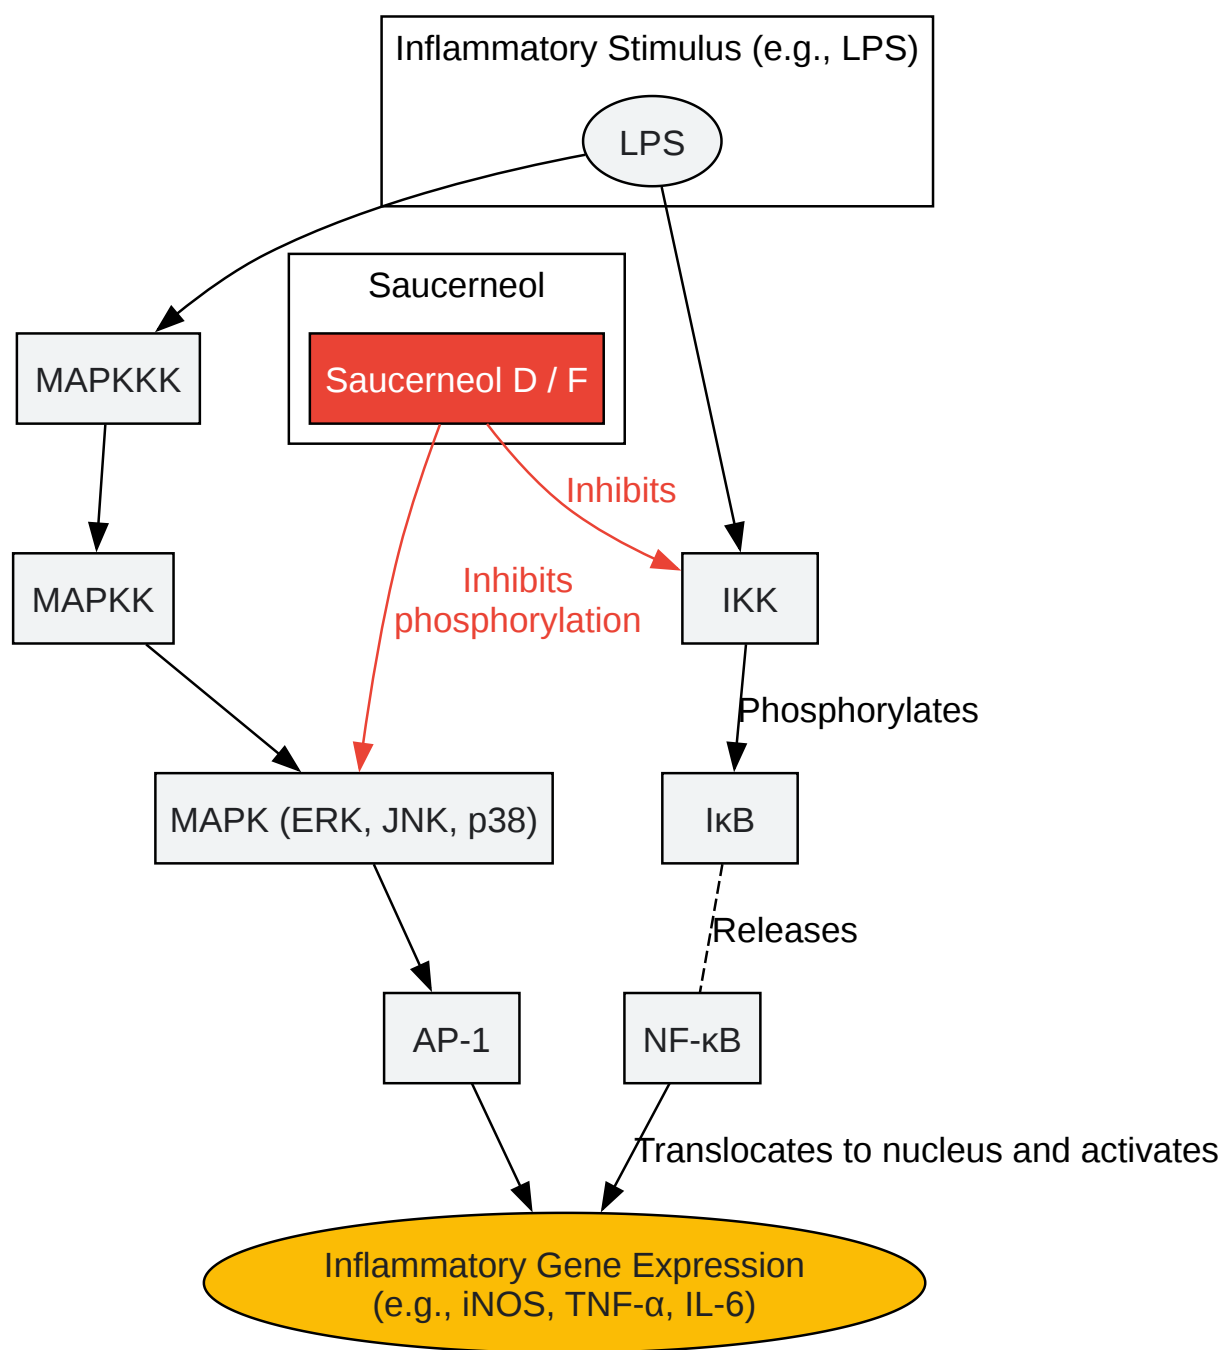 Inflammatory Stimulus (e.g., LPS)
LPS
Saucerneol
MAPKKK
Saucerneol D / F
Inhibits
Inhibits
phosphorylation
MAPKK
IKK
Phosphorylates
MAPK (ERK, JNK, p38)
IκB
Releases
AP-1
NF-κB
Translocates to nucleus and activates
Inflammatory Gene Expression
(e.g., iNOS, TNF-α, IL-6)